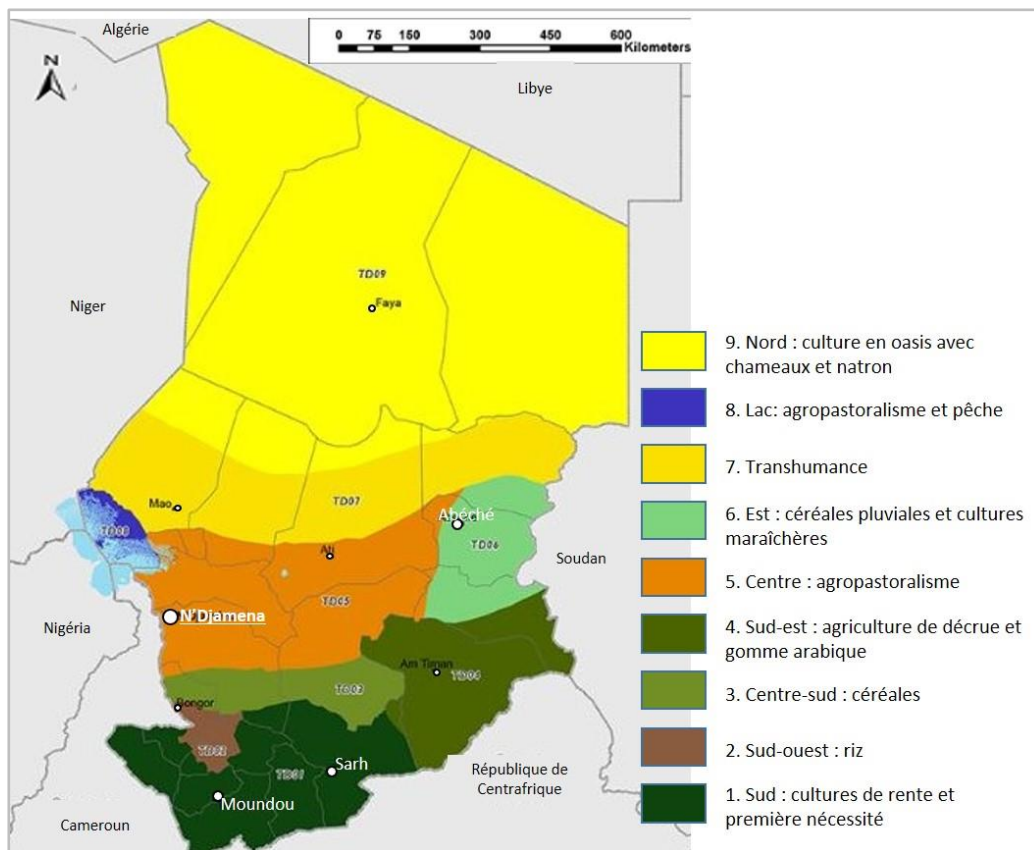 Algérie
0 75 150 300 450 600
Kilometers
N
Libye
TD09
Faya
Niger
9. Nord : culture en oasis avec
chameaux et natron
8. Lac: agropastoralisme et pêche
7. Transhumance
Mao
TD07
TD08
Abéché
6. Est : céréales pluviales et cultures
maraîchères
TD06
Ati
Soudan
5. Centre : agropastoralisme
TD05
N'Djamena
Nigéria
4. Sud-est : agriculture de décrue et
gomme arabique
Am Timan
TD04
TD03
3. Centre-sud : céréales
Bongor
2. Sud-ouest : riz
TD02
Sarh
TD01
République de
Centrafrique
Moundou
1. Sud : cultures de rente et
première nécessité
Cameroun